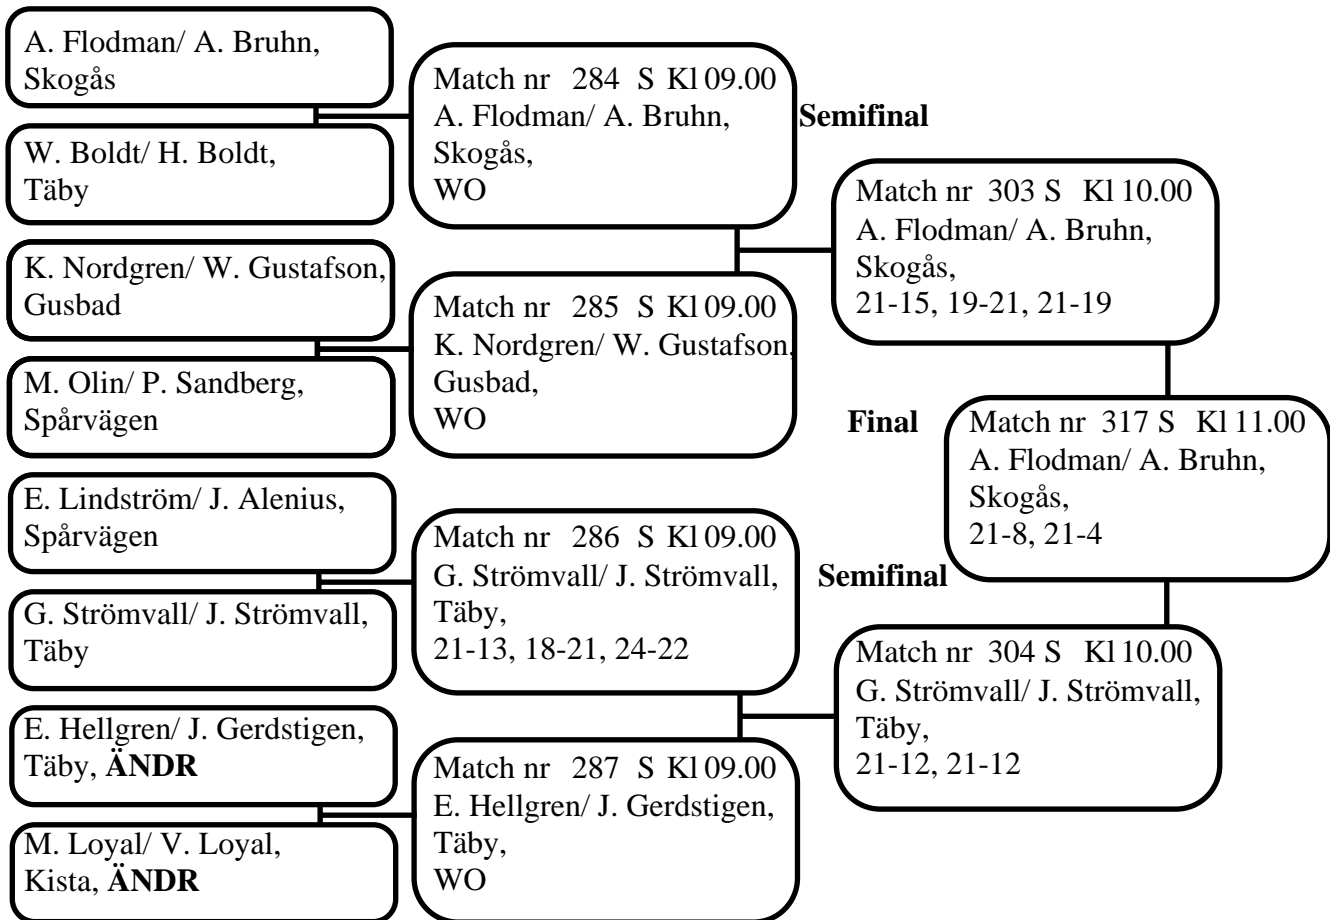 A. Flodman/ A. Bruhn,
Skogås
W. Boldt/ H. Boldt,
Täby
K. Nordgren/ W. Gustafson,
Gusbad
M. Olin/ P. Sandberg,
Spårvägen
E. Lindström/ J. Alenius,
Spårvägen
G. Strömvall/ J. Strömvall,
Täby
E. Hellgren/ J. Gerdstigen,
Täby, ÄNDR
M. Loyal/ V. Loyal,
Kista, ÄNDR
Match nr 284 S Kl 09.00
A. Flodman/ A. Bruhn,
Skogås,
WO
Match nr 285 S Kl 09.00
K. Nordgren/ W. Gustafson,
Gusbad,
WO
Match nr 286 S Kl 09.00
G. Strömvall/ J. Strömvall,
Täby,
21-13, 18-21, 24-22
Match nr 287 S Kl 09.00
E. Hellgren/ J. Gerdstigen,
Täby,
WO
Semifinal
Match nr 303 S Kl 10.00
A. Flodman/ A. Bruhn,
Skogås,
21-15, 19-21, 21-19
Semifinal
Match nr 304 S Kl 10.00
G. Strömvall/ J. Strömvall,
Täby,
21-12, 21-12
Final
Match nr 317 S Kl 11.00
A. Flodman/ A. Bruhn,
Skogås,
21-8, 21-4